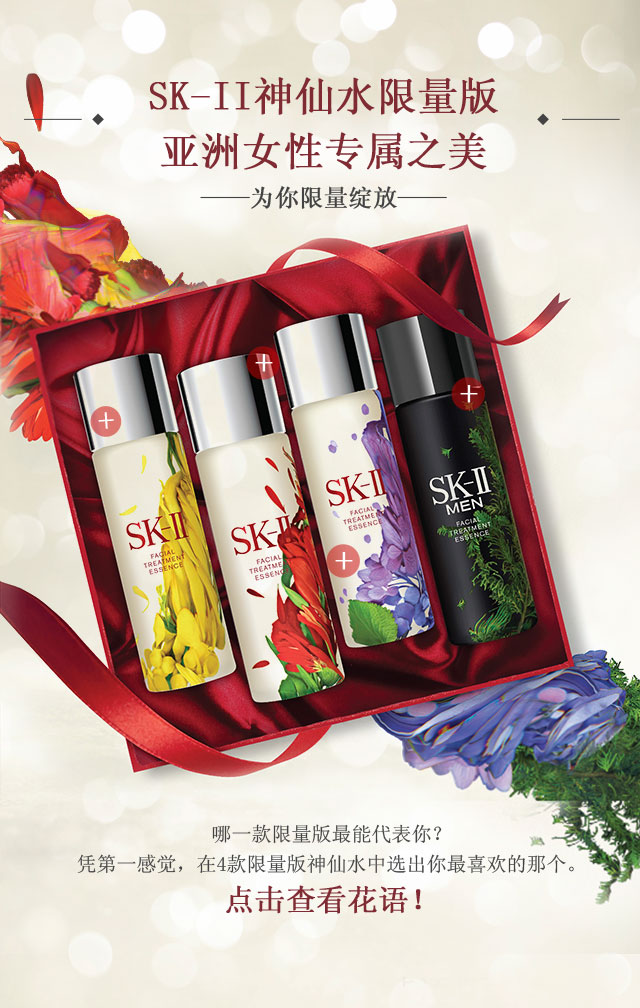 SK-II神仙水限量版
亚洲女性专属之美
为你限量绽放
SK-II
FACIAL
TREATMENT
ESSENCE
SK-II
FACIAL
TREATMENT
ESSENCE
SK-II
FACIAL
TREATMENT
ESSENCE
SK-II
MEN
FACIAL
TREATMENT
ESSENCE
哪一款限量版最能代表你？
凭第一感觉，在4款限量版神仙水中选出你最喜欢的那个。
点击查看花语！